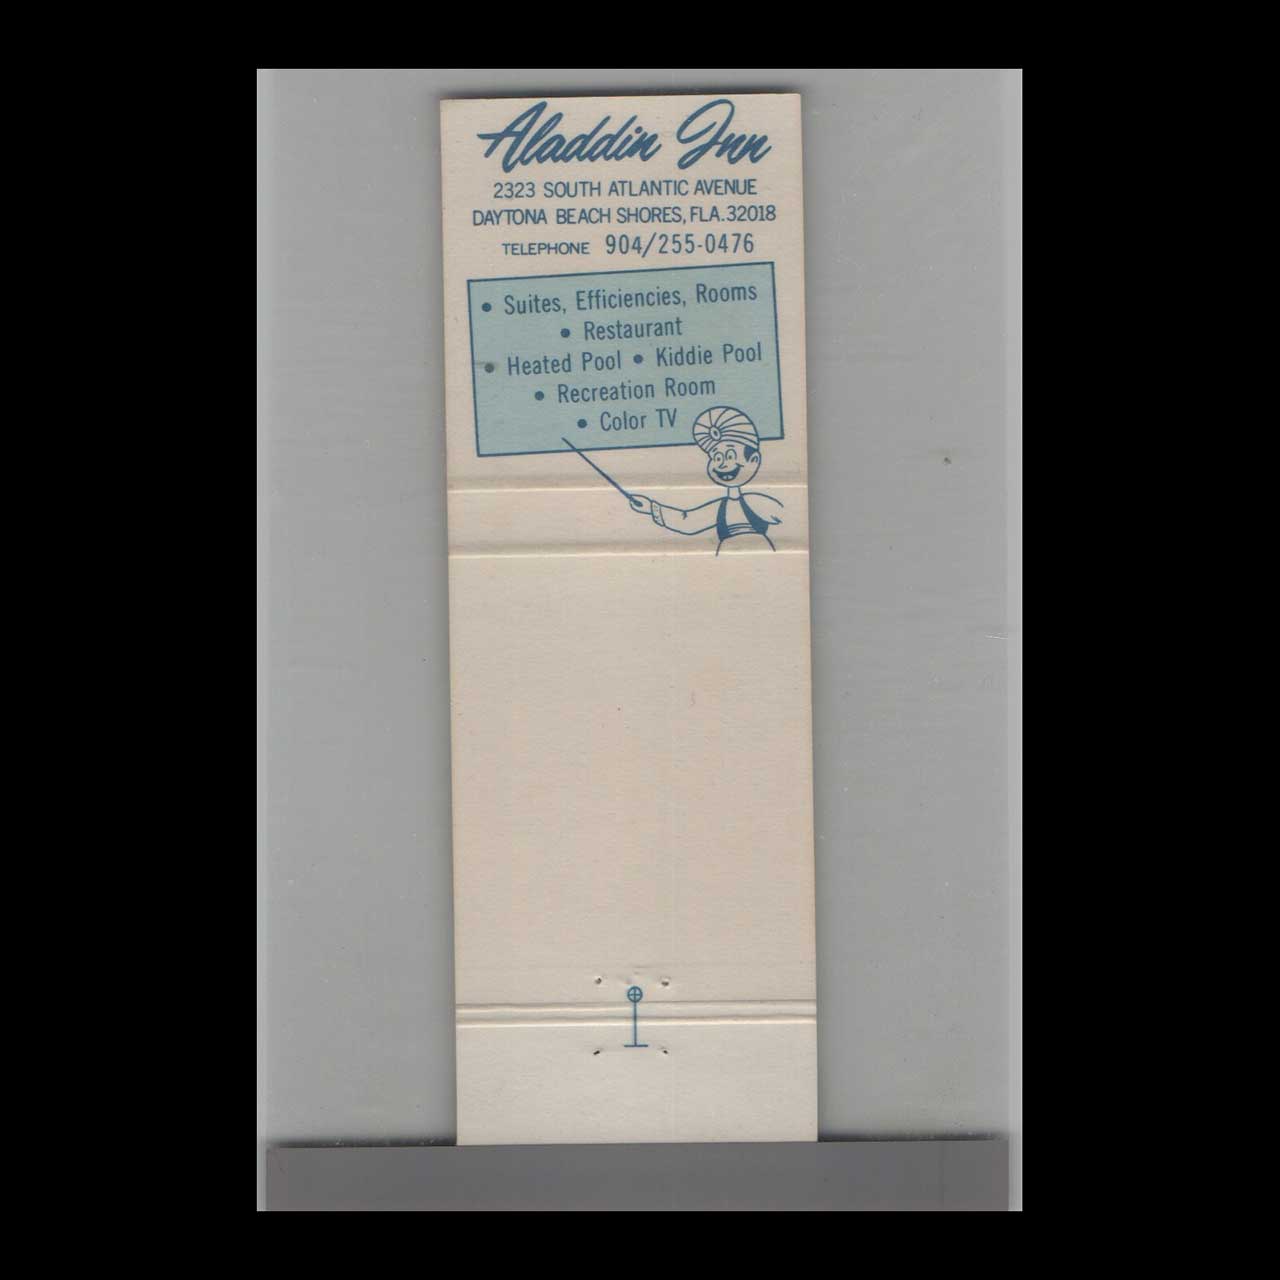 Aladdin Inn
2323 SOUTH ATLANTIC AVENUE
DAYTONA BEACH SHORES, FLA. 32018
TELEPHONE 904/255-0476
• Suites, Efficiencies, Rooms
• Restaurant
• Heated Pool • Kiddie Pool
• Recreation Room
• Color TV